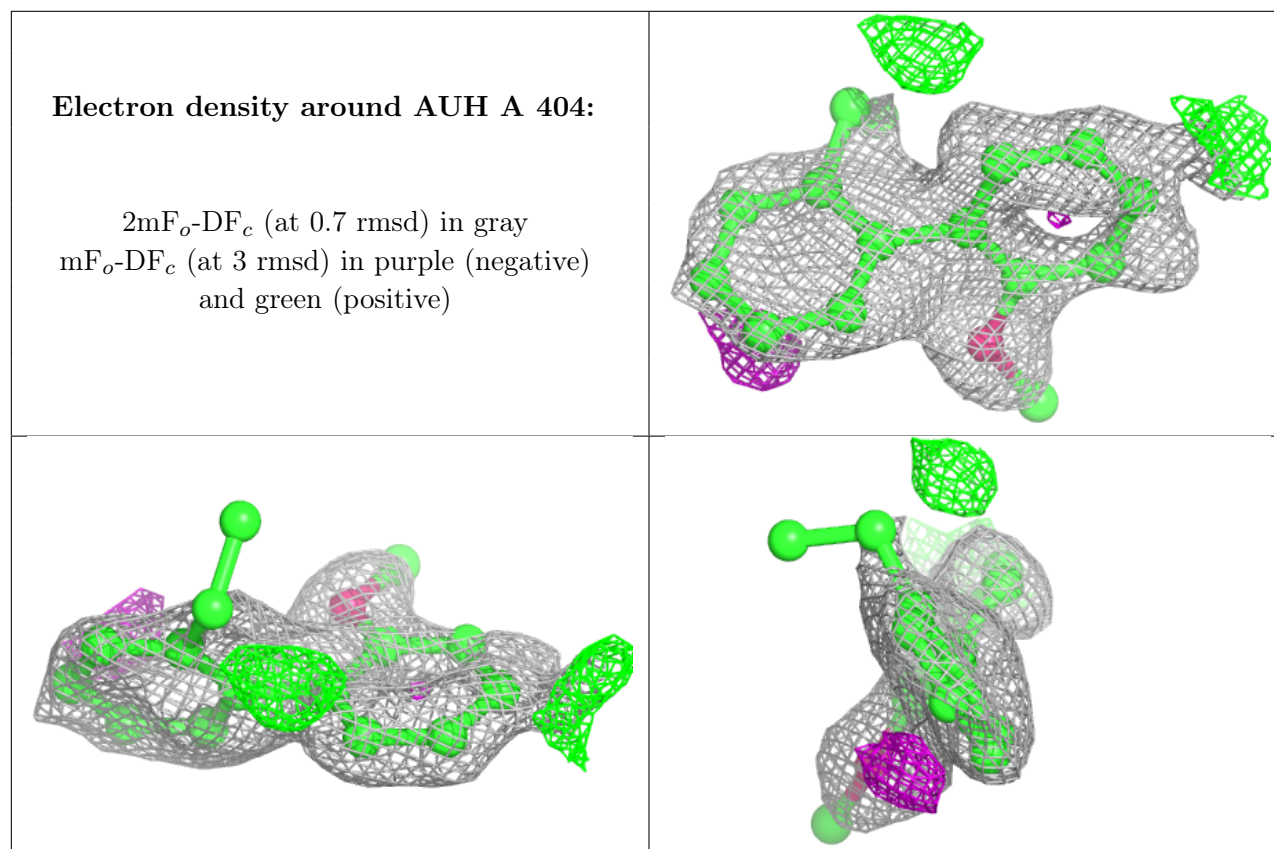 Electron density around AUH A 404:
2mFo-DFc (at 0.7 rmsd) in gray
mFo-DFc (at 3 rmsd) in purple (negative)
and green (positive)